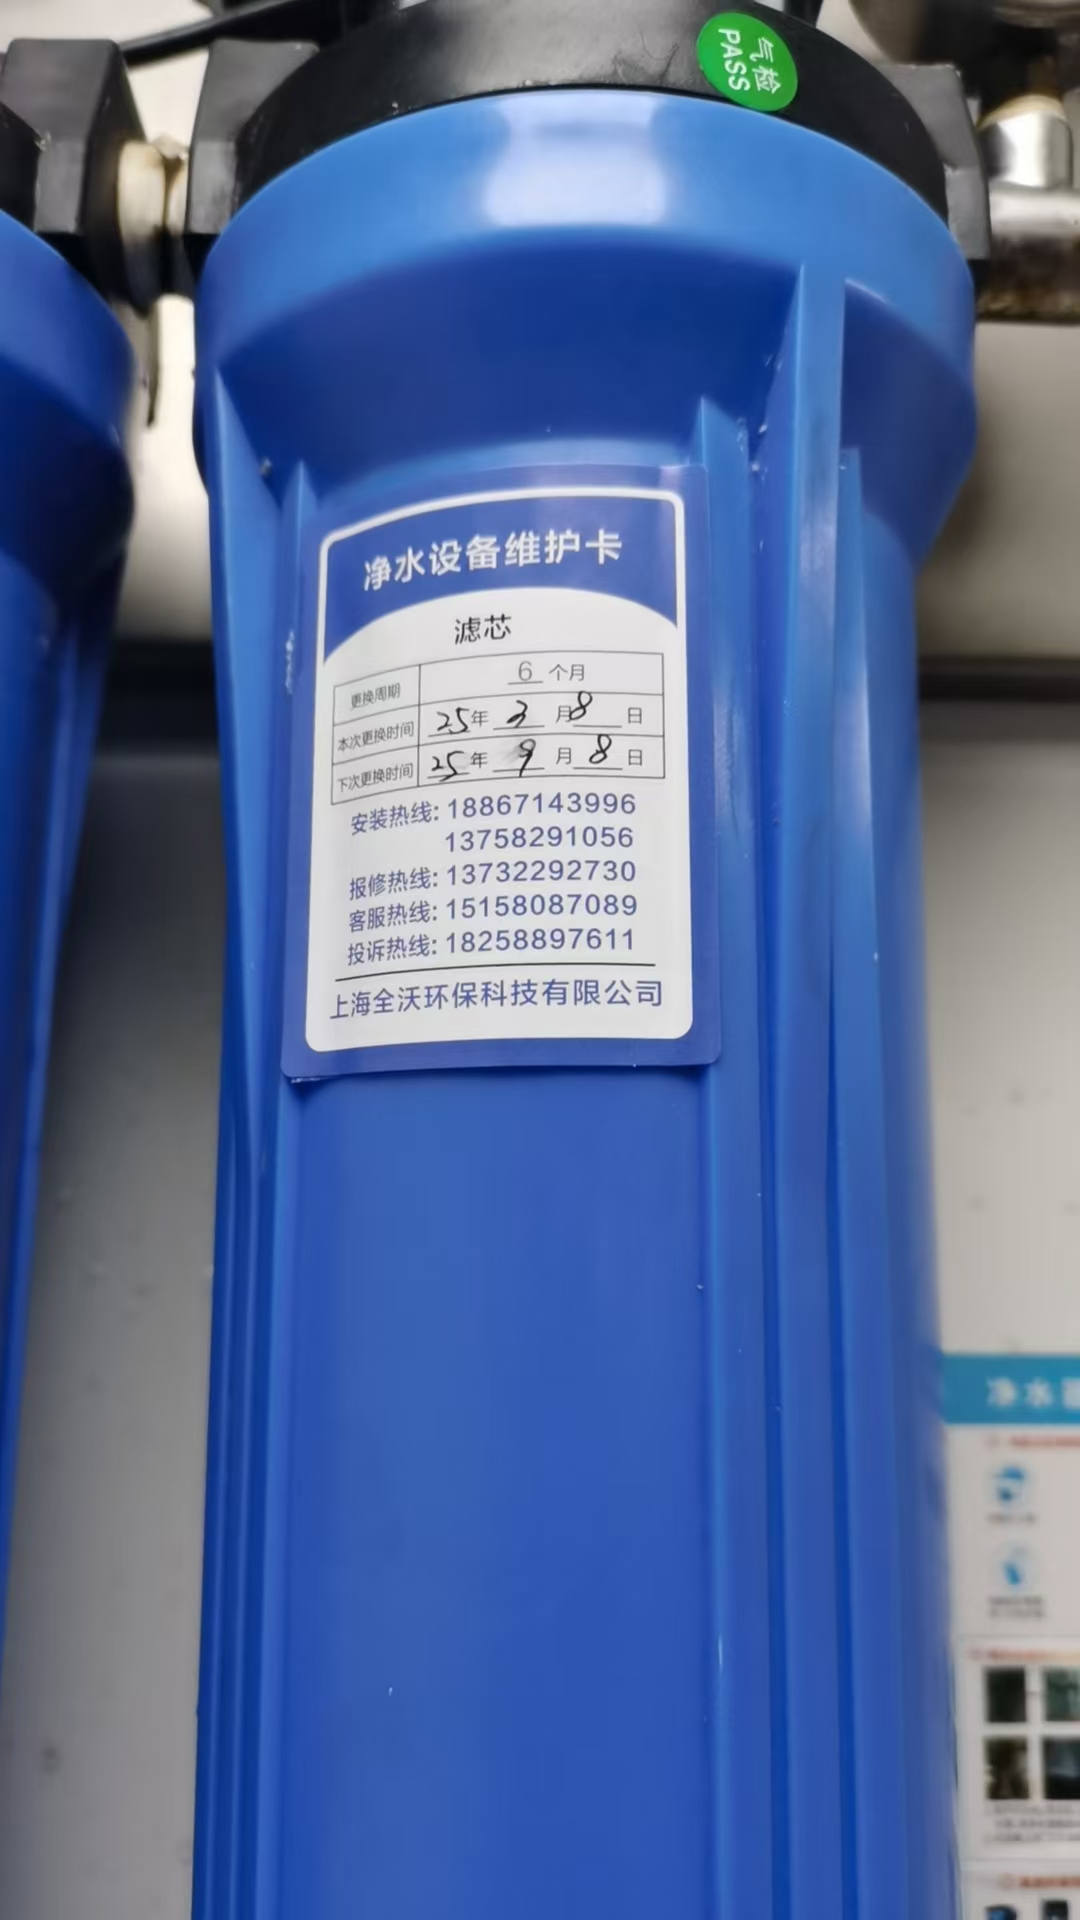 气检
PASS
净水设备维护卡
滤芯
更换周期 6 个月
本次更换时间 25年 3 月 8 日
下次更换时间 25年 9 月 8 日
安装热线: 18867143996
13758291056
报修热线: 13732292730
客服热线: 15158087089
投诉热线: 18258897611
上海全沃环保科技有限公司
净水